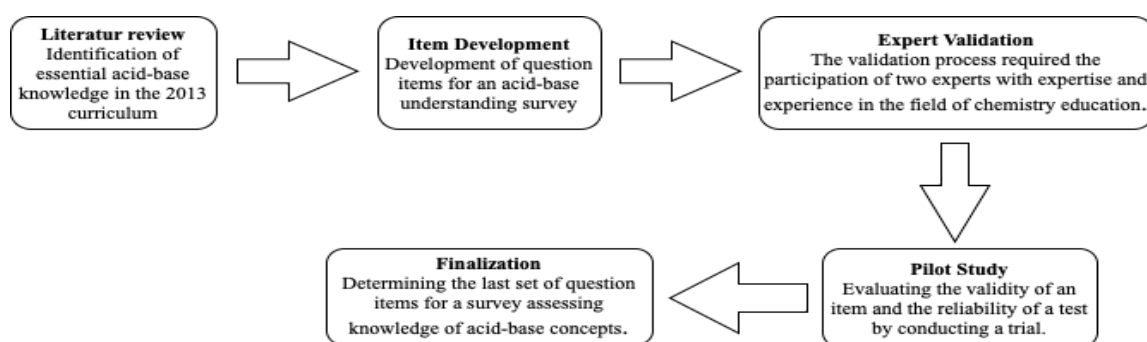 Literatur review
Identification of
essential acid-base
knowledge in the 2013
curriculum
Item Development
Development of question
items for an acid-base
understanding survey
Expert Validation
The validation process required the
participation of two experts with expertise and
experience in the field of chemistry education.
Pilot Study
Evaluating the validity of an
item and the reliability of a test
by conducting a trial.
Finalization
Determining the last set of question
items for a survey assessing
knowledge of acid-base concepts.